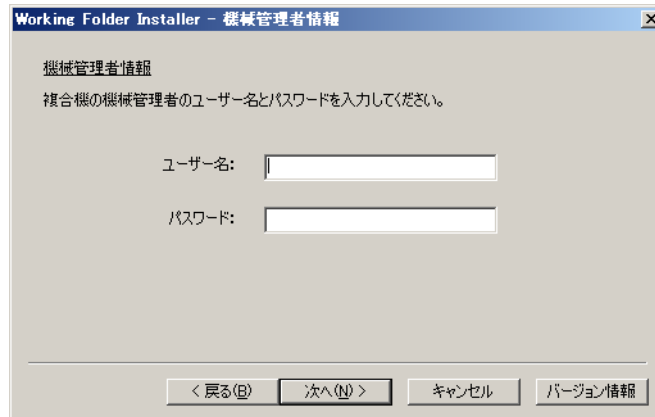 Working Folder Installer - 機械管理者情報
機械管理者情報
複合機の機械管理者のユーザー名とパスワードを入力してください。
ユーザー名:
パスワード:
< 戻る(B)
次へ(N) >
キャンセル
バージョン情報